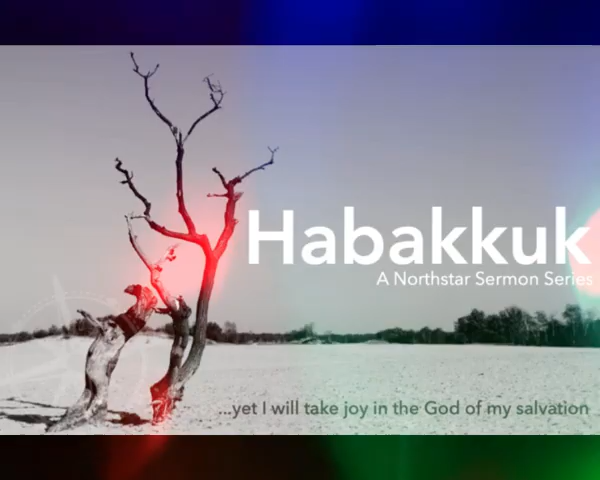 Habakkuk
A Northstar Sermon Series
...yet I will take joy in the God of my salvation